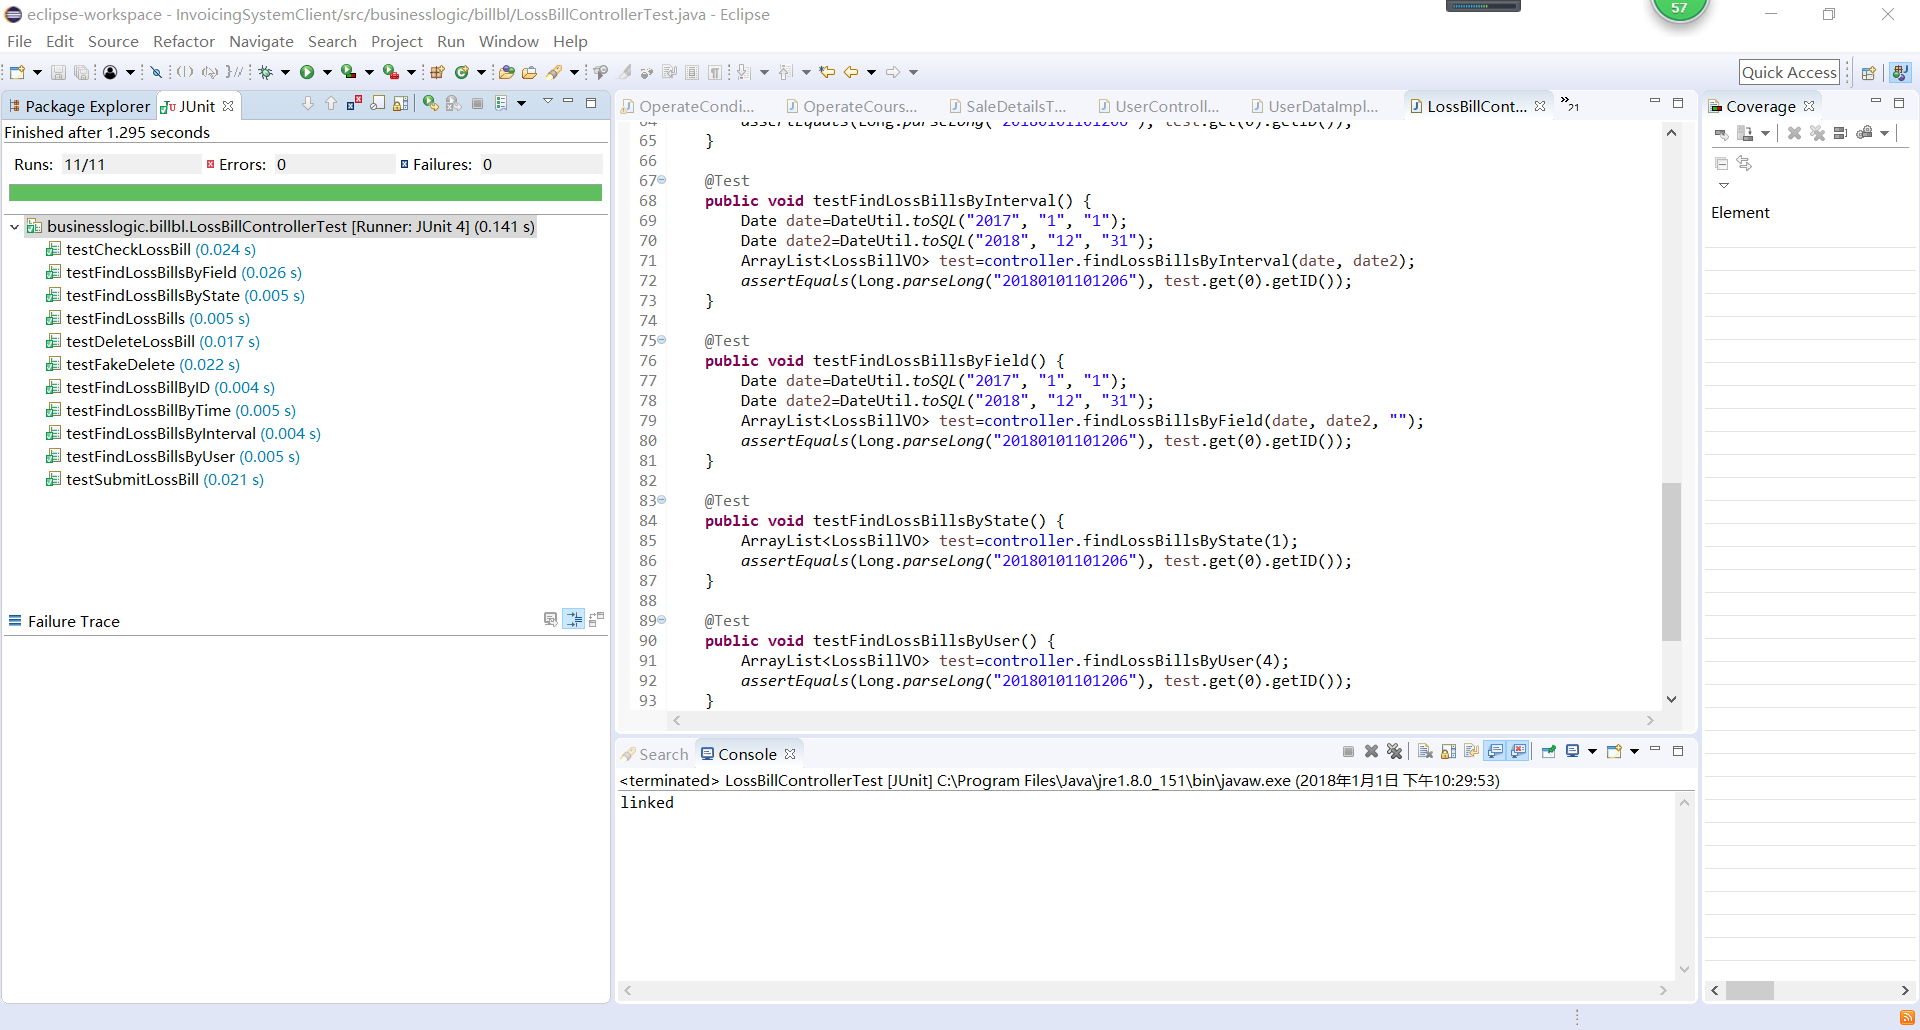 eclipse-workspace - InvoicingSystemClient/src/businesslogic/billbl/LossBillControllerTest.java - Eclipse
57
File Edit Source Refactor Navigate Search Project Run Window Help
Quick Access
Package Explorer JUnit
Finished after 1.295 seconds
Runs: 11/11 Errors: 0 Failures: 0
businesslogic.billbl.LossBillControllerTest [Runner: JUnit 4] (0.141 s)
testCheckLossBill (0.024 s)
testFindLossBillsByField (0.026 s)
testFindLossBillsByState (0.005 s)
testFindLossBills (0.005 s)
testDeleteLossBill (0.017 s)
testFakeDelete (0.022 s)
testFindLossBillByID (0.004 s)
testFindLossBillByTime (0.005 s)
testFindLossBillsByInterval (0.004 s)
testFindLossBillsByUser (0.005 s)
testSubmitLossBill (0.021 s)
Failure Trace
OperateCondi... OperateCours... SaleDetailsT... UserControll... UserDataImpl... LossBillCont... 21
64 assertEquals(Long.parseLong("20180101101206"), test.get(0).getID());
65 }
66
67 @Test
68 public void testFindLossBillsByInterval() {
69 Date date=DateUtil.toSQL("2017", "1", "1");
70 Date date2=DateUtil.toSQL("2018", "12", "31");
71 ArrayList<LossBillVO> test=controller.findLossBillsByInterval(date, date2);
72 assertEquals(Long.parseLong("20180101101206"), test.get(0).getID());
73 }
74
75 @Test
76 public void testFindLossBillsByField() {
77 Date date=DateUtil.toSQL("2017", "1", "1");
78 Date date2=DateUtil.toSQL("2018", "12", "31");
79 ArrayList<LossBillVO> test=controller.findLossBillsByField(date, date2, "");
80 assertEquals(Long.parseLong("20180101101206"), test.get(0).getID());
81 }
82
83 @Test
84 public void testFindLossBillsByState() {
85 ArrayList<LossBillVO> test=controller.findLossBillsByState(1);
86 assertEquals(Long.parseLong("20180101101206"), test.get(0).getID());
87 }
88
89 @Test
90 public void testFindLossBillsByUser() {
91 ArrayList<LossBillVO> test=controller.findLossBillsByUser(4);
92 assertEquals(Long.parseLong("20180101101206"), test.get(0).getID());
93 }
Search Console
<terminated> LossBillControllerTest [JUnit] C:\Program Files\Java\jre1.8.0_151\bin\javaw.exe (2018年1月1日 下午10:29:53)
linked
Coverage
Element